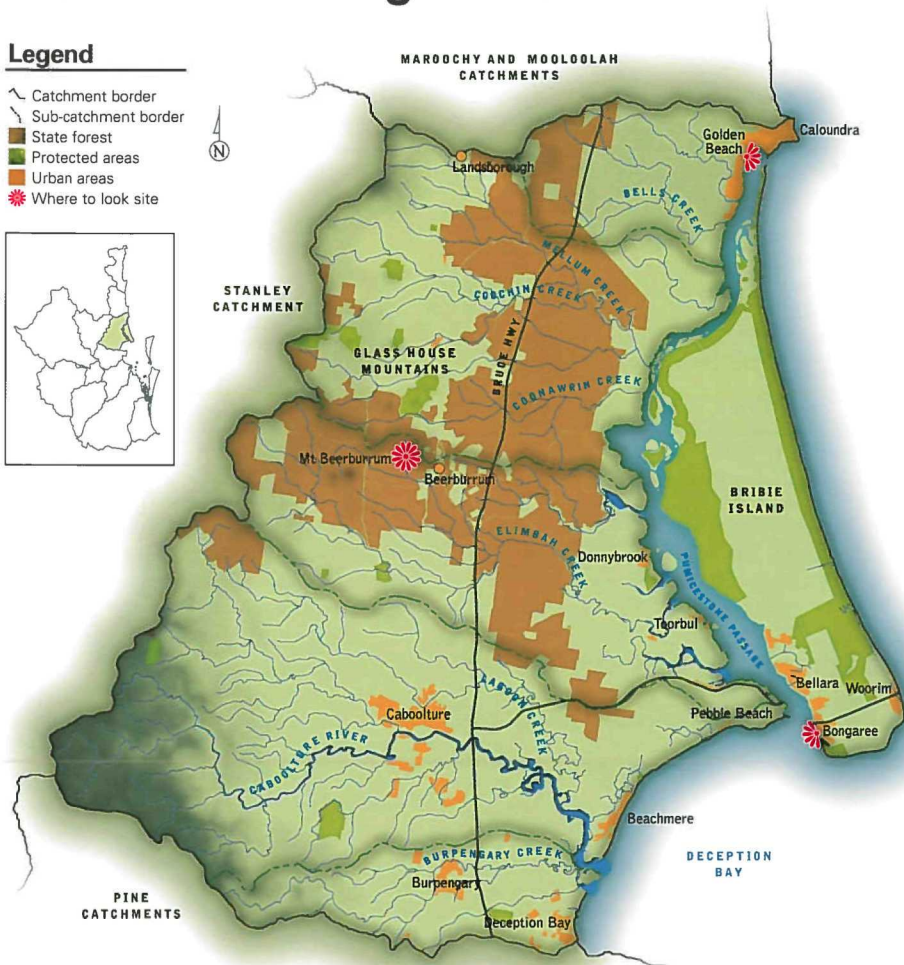 Legend
Catchment border
Sub-catchment border
State forest
Protected areas
Urban areas
Where to look site
N
MAROOCHY AND MOOLOOLAH
CATCHMENTS
Golden
Beach
Caloundra
Landsborough
BELLS CREEK
MELLUM CREEK
STANLEY
CATCHMENT
COOCHIN CREEK
GLASS HOUSE
MOUNTAINS
BRUCE HWY
COONAWRIN CREEK
Mt Beerburrum
Beerburrum
BRIBIE
ISLAND
ELIMBAH CREEK
Donnybrook
PUMICESTONE PASSAGE
Toorbul
LAGOON CREEK
Bellara
Woorim
Caboolture
Pebble Beach
Bongaree
CABOOLTURE RIVER
Beachmere
BURPENGARY CREEK
DECEPTION
BAY
Burpengary
PINE
CATCHMENTS
Deception Bay